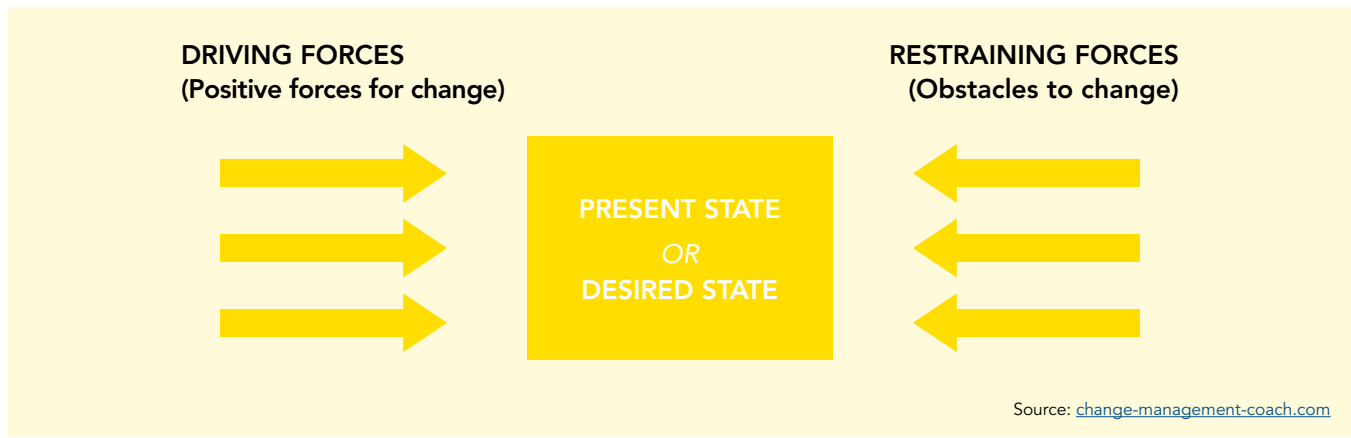 DRIVING FORCES
(Positive forces for change)
RESTRAINING FORCES
(Obstacles to change)
PRESENT STATE
OR
DESIRED STATE
Source: change-management-coach.com